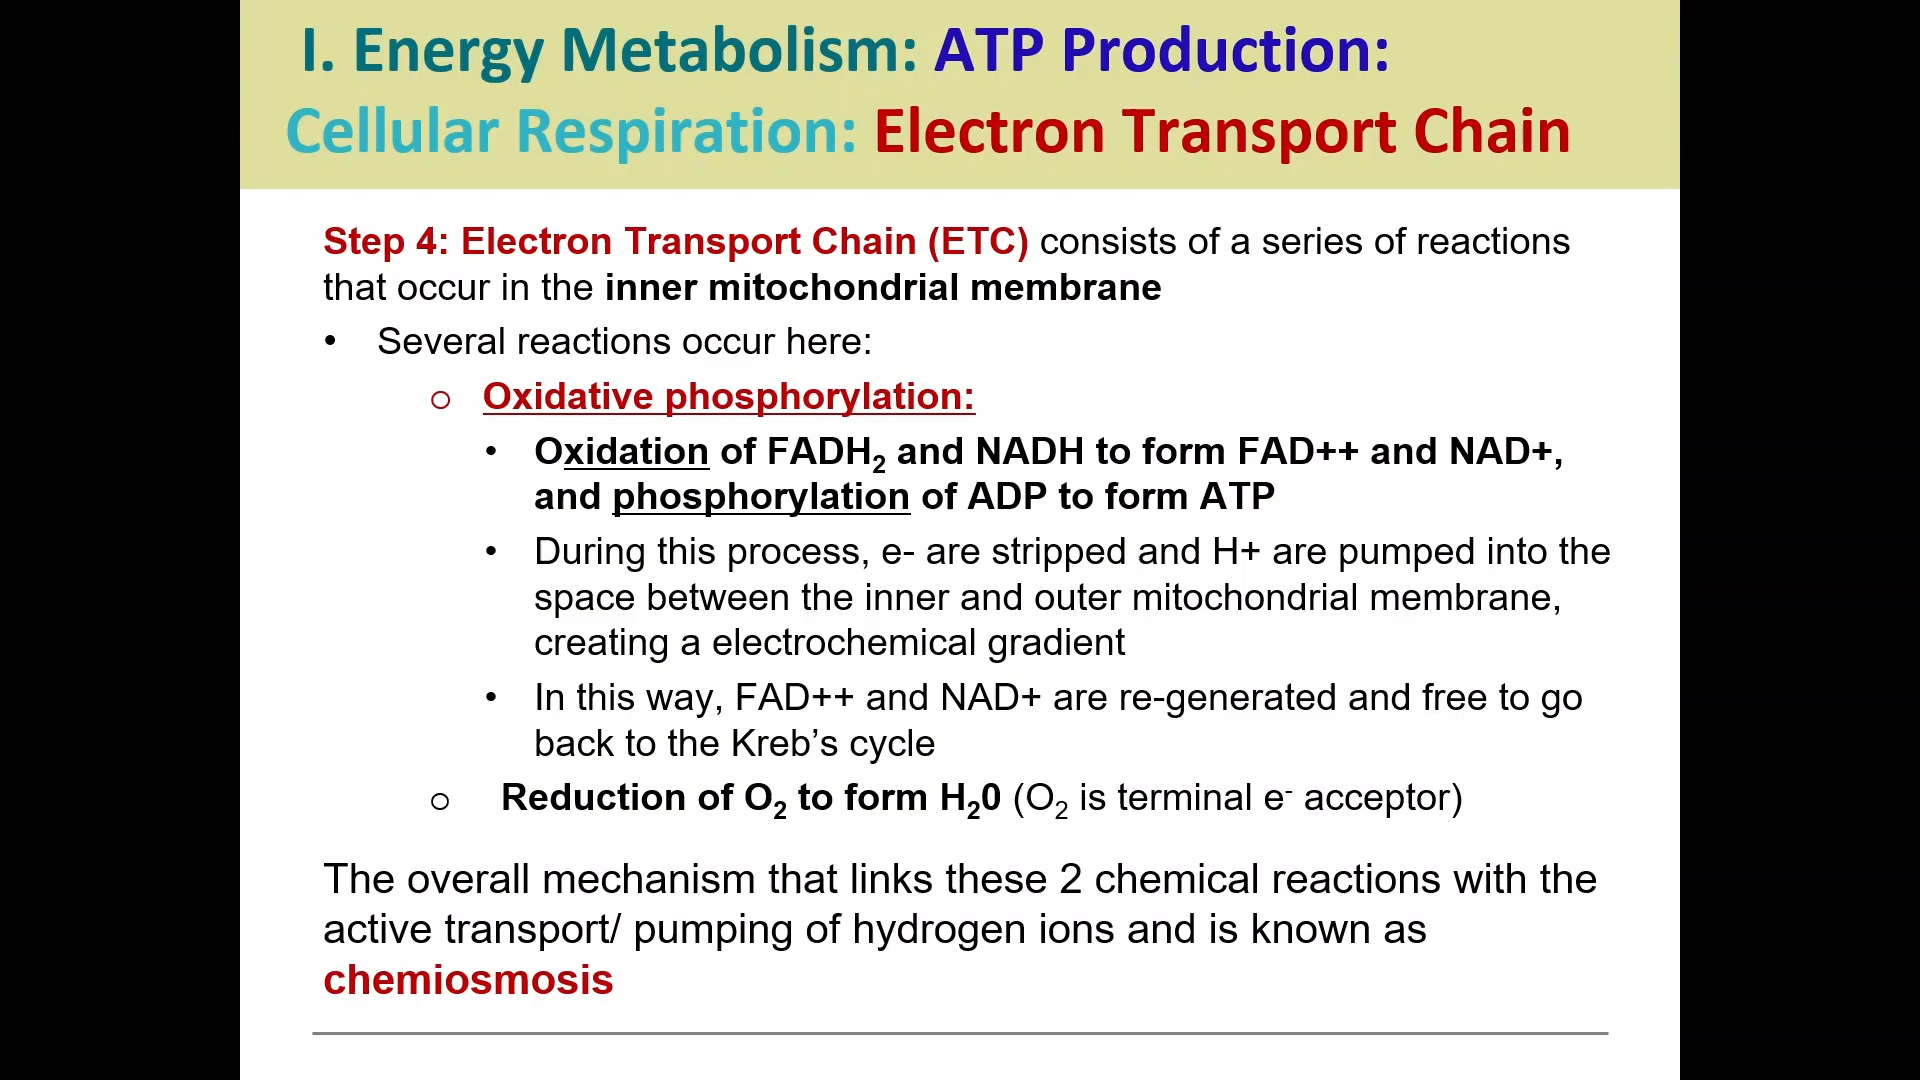 I. Energy Metabolism: ATP Production:
Cellular Respiration: Electron Transport Chain
Step 4: Electron Transport Chain (ETC) consists of a series of reactions
that occur in the inner mitochondrial membrane
• Several reactions occur here:
o Oxidative phosphorylation:
• Oxidation of FADH₂ and NADH to form FAD++ and NAD+,
and phosphorylation of ADP to form ATP
• During this process, e- are stripped and H+ are pumped into the
space between the inner and outer mitochondrial membrane,
creating a electrochemical gradient
• In this way, FAD++ and NAD+ are re-generated and free to go
back to the Kreb’s cycle
o Reduction of O₂ to form H₂0 (O₂ is terminal e⁻ acceptor)
The overall mechanism that links these 2 chemical reactions with the
active transport/ pumping of hydrogen ions and is known as
chemiosmosis